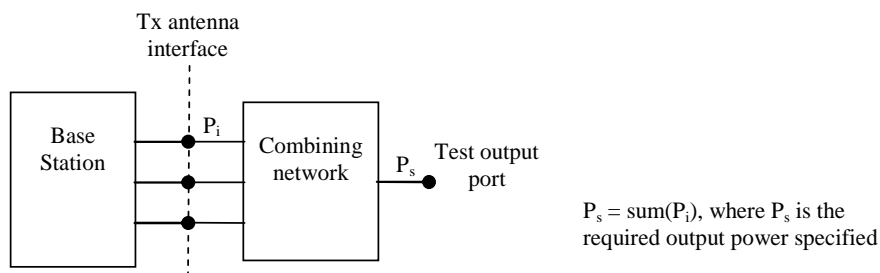 Tx antenna
interface
Base
Station
Pi
Combining
network
Ps
Test output
port
Ps = sum(Pi), where Ps is the
required output power specified